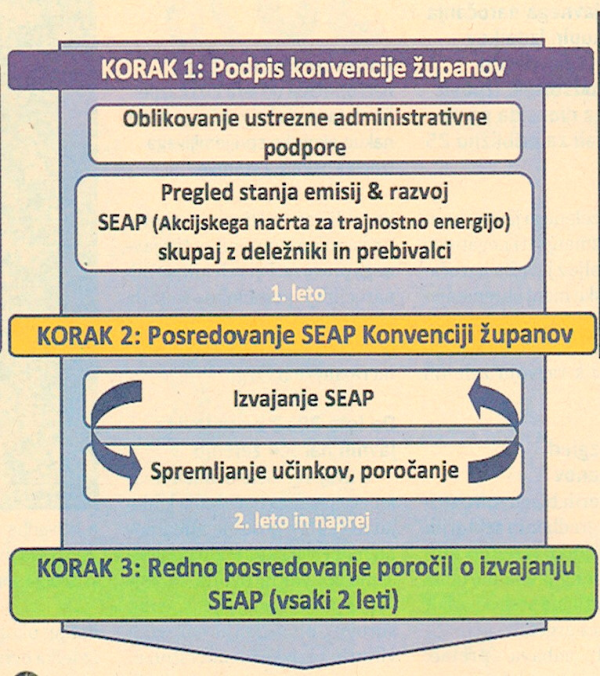 KORAK 1: Podpis konvencije županov
Oblikovanje ustrezne administrativne
podpore
Pregled stanja emisij & razvoj
SEAP (Akcijskega načrta za trajnostno energijo)
skupaj z deležniki in prebivalci
1. leto
KORAK 2: Posredovanje SEAP Konvenciji županov
Izvajanje SEAP
Spremljanje učinkov, poročanje
2. leto in naprej
KORAK 3: Redno posredovanje poročil o izvajanju
SEAP (vsaki 2 leti)